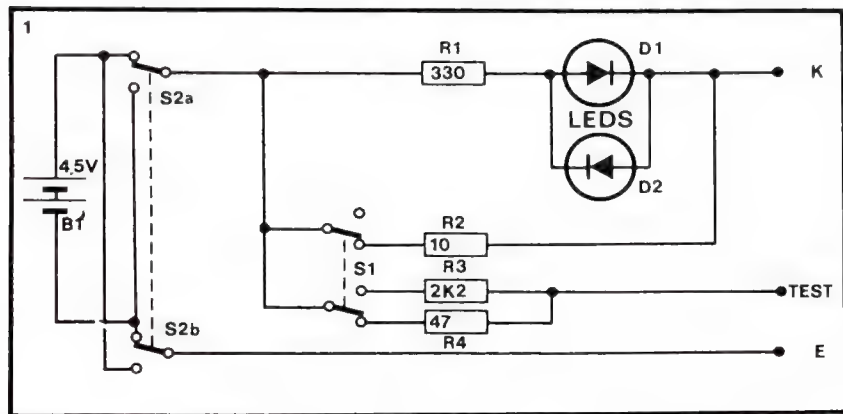 1
R1
D1
330
K
S2a
LEDS
4,5V
D2
B1
R2
10
S1
R3
2K2
TEST
47
S2b
R4
E